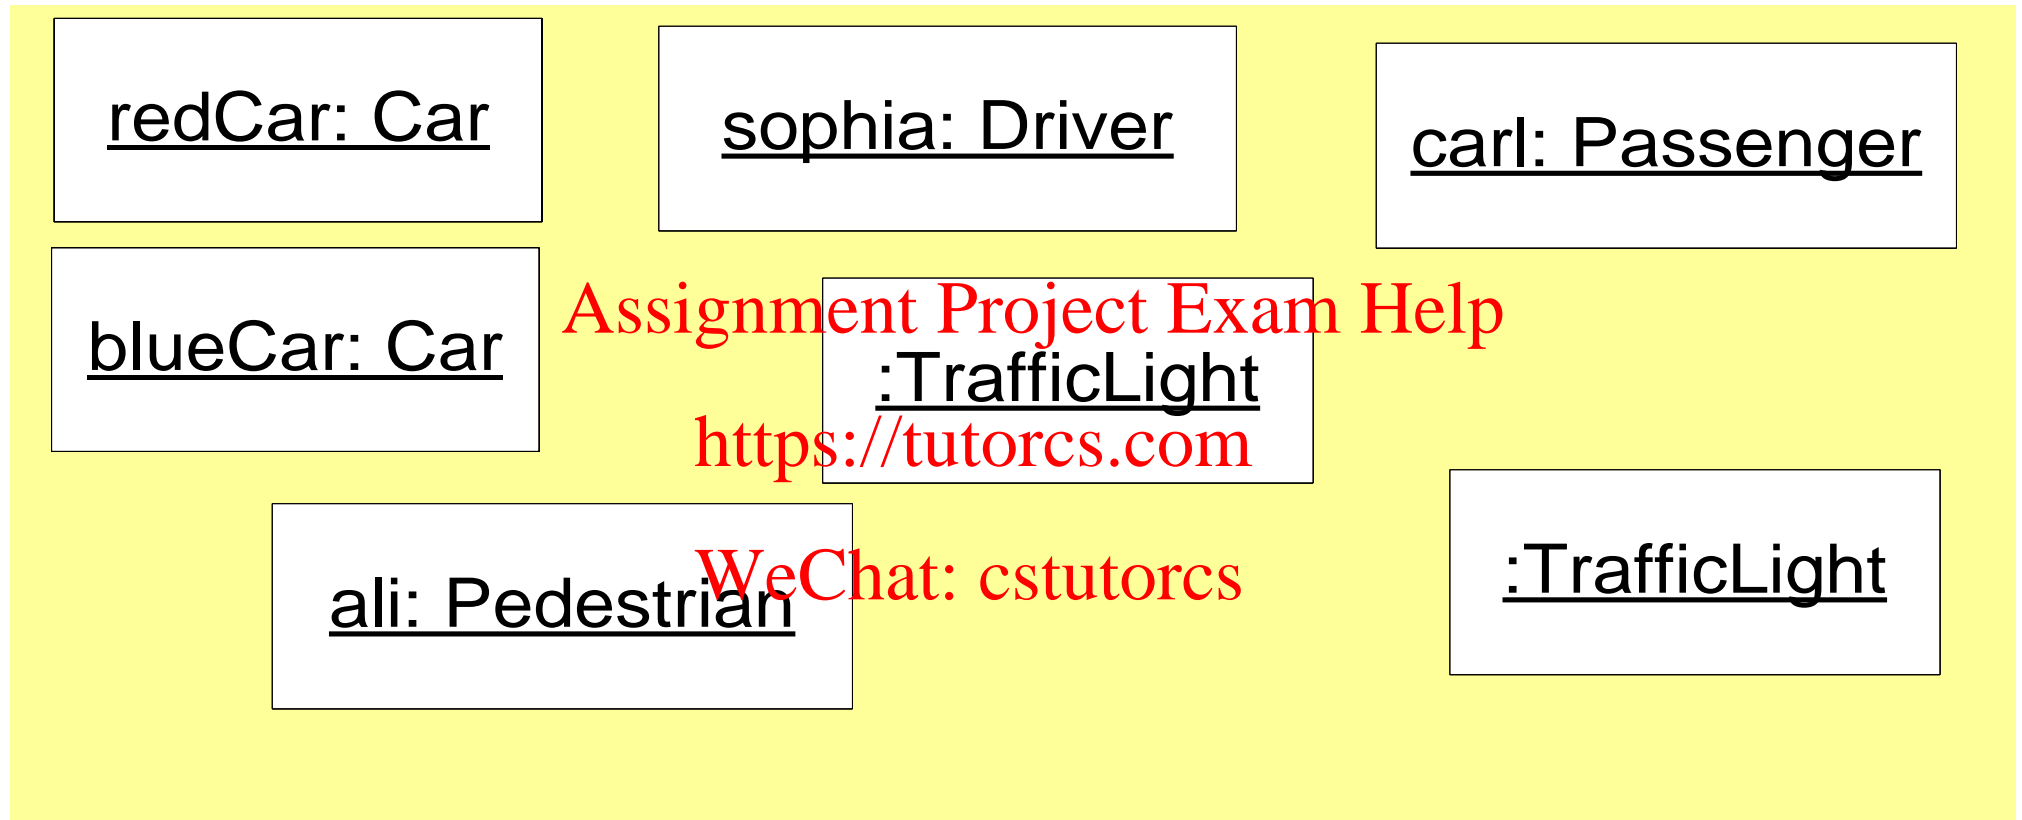 redCar: Car
sophia: Driver
carl: Passenger
blueCar: Car
Assignment Project Exam Help
:TrafficLight
https://tutorcs.com
WeChat: cstutorcs
ali: Pedestrian
:TrafficLight